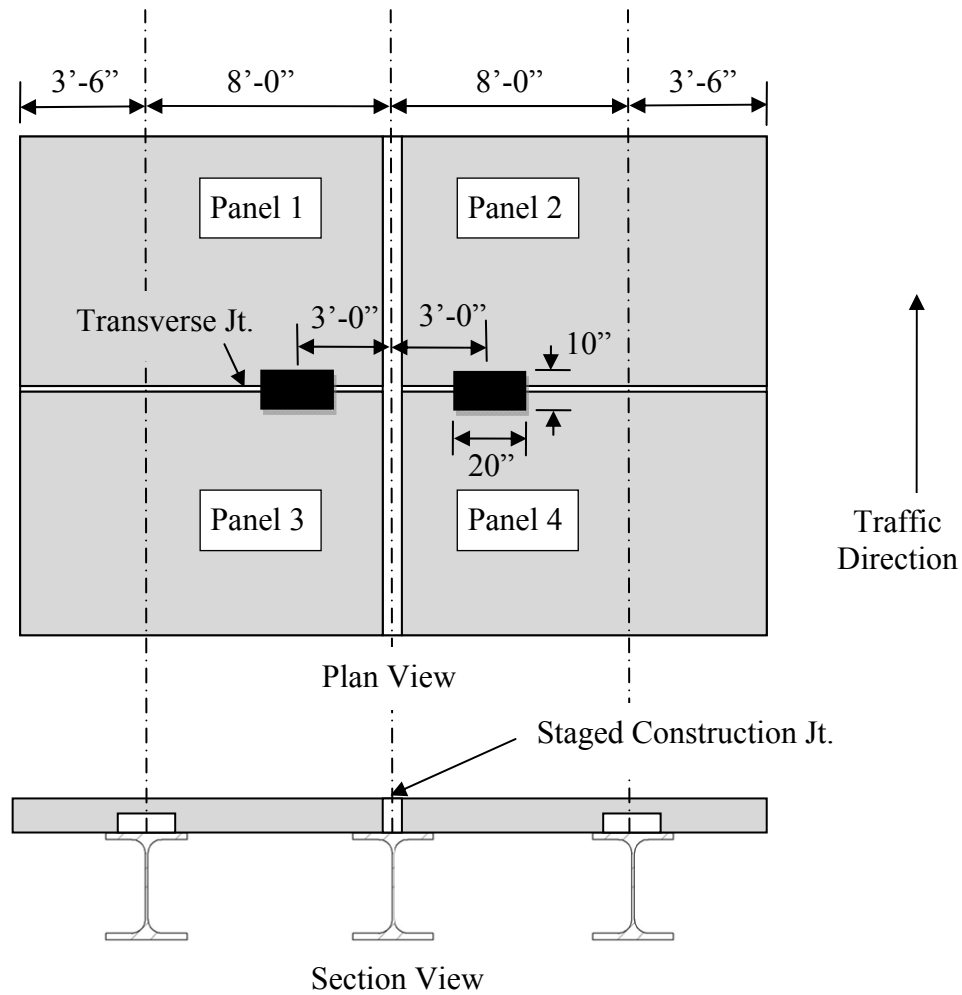 3’-6”
8’-0”
8’-0”
3’-6”
Panel 1
Panel 2
Transverse Jt.
3’-0”
3’-0”
10”
20”
Panel 3
Panel 4
Traffic
Direction
Plan View
Staged Construction Jt.
Section View